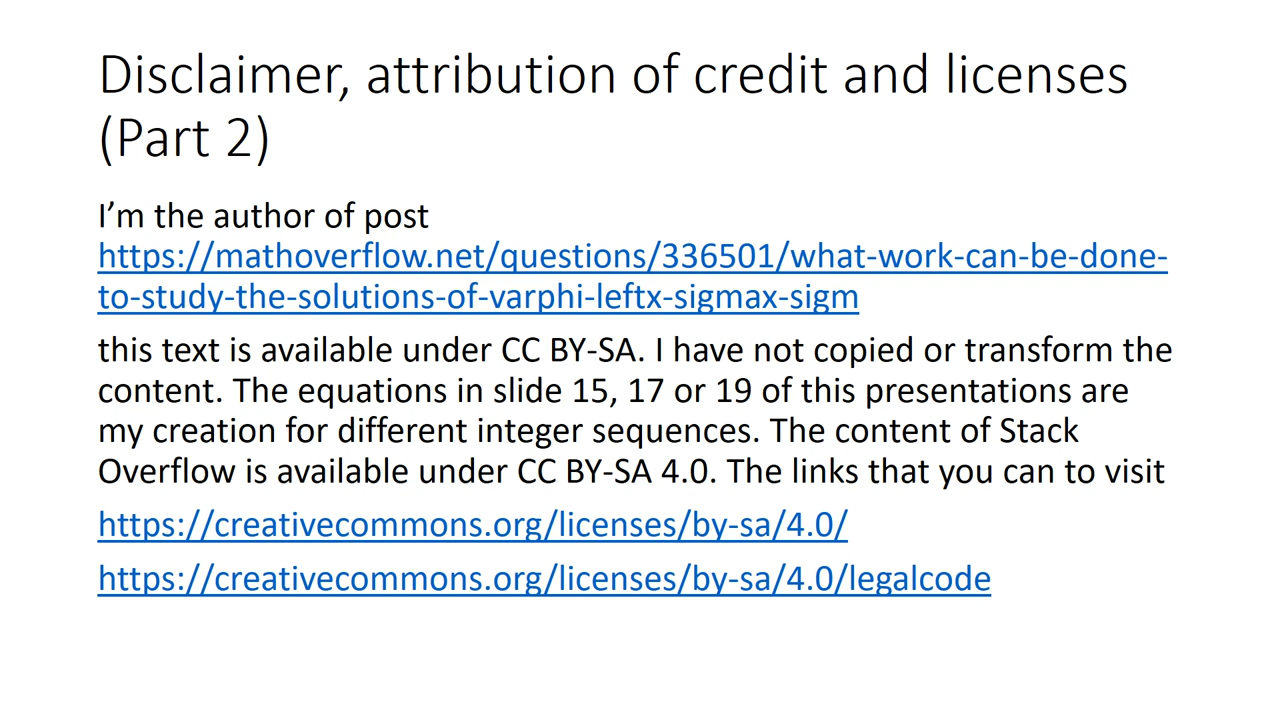 Disclaimer, attribution of credit and licenses
(Part 2)
I’m the author of post
https://mathoverflow.net/questions/336501/what-work-can-be-done-
to-study-the-solutions-of-varphi-leftx-sigmax-sigm
this text is available under CC BY-SA. I have not copied or transform the
content. The equations in slide 15, 17 or 19 of this presentations are
my creation for different integer sequences. The content of Stack
Overflow is available under CC BY-SA 4.0. The links that you can to visit
https://creativecommons.org/licenses/by-sa/4.0/
https://creativecommons.org/licenses/by-sa/4.0/legalcode